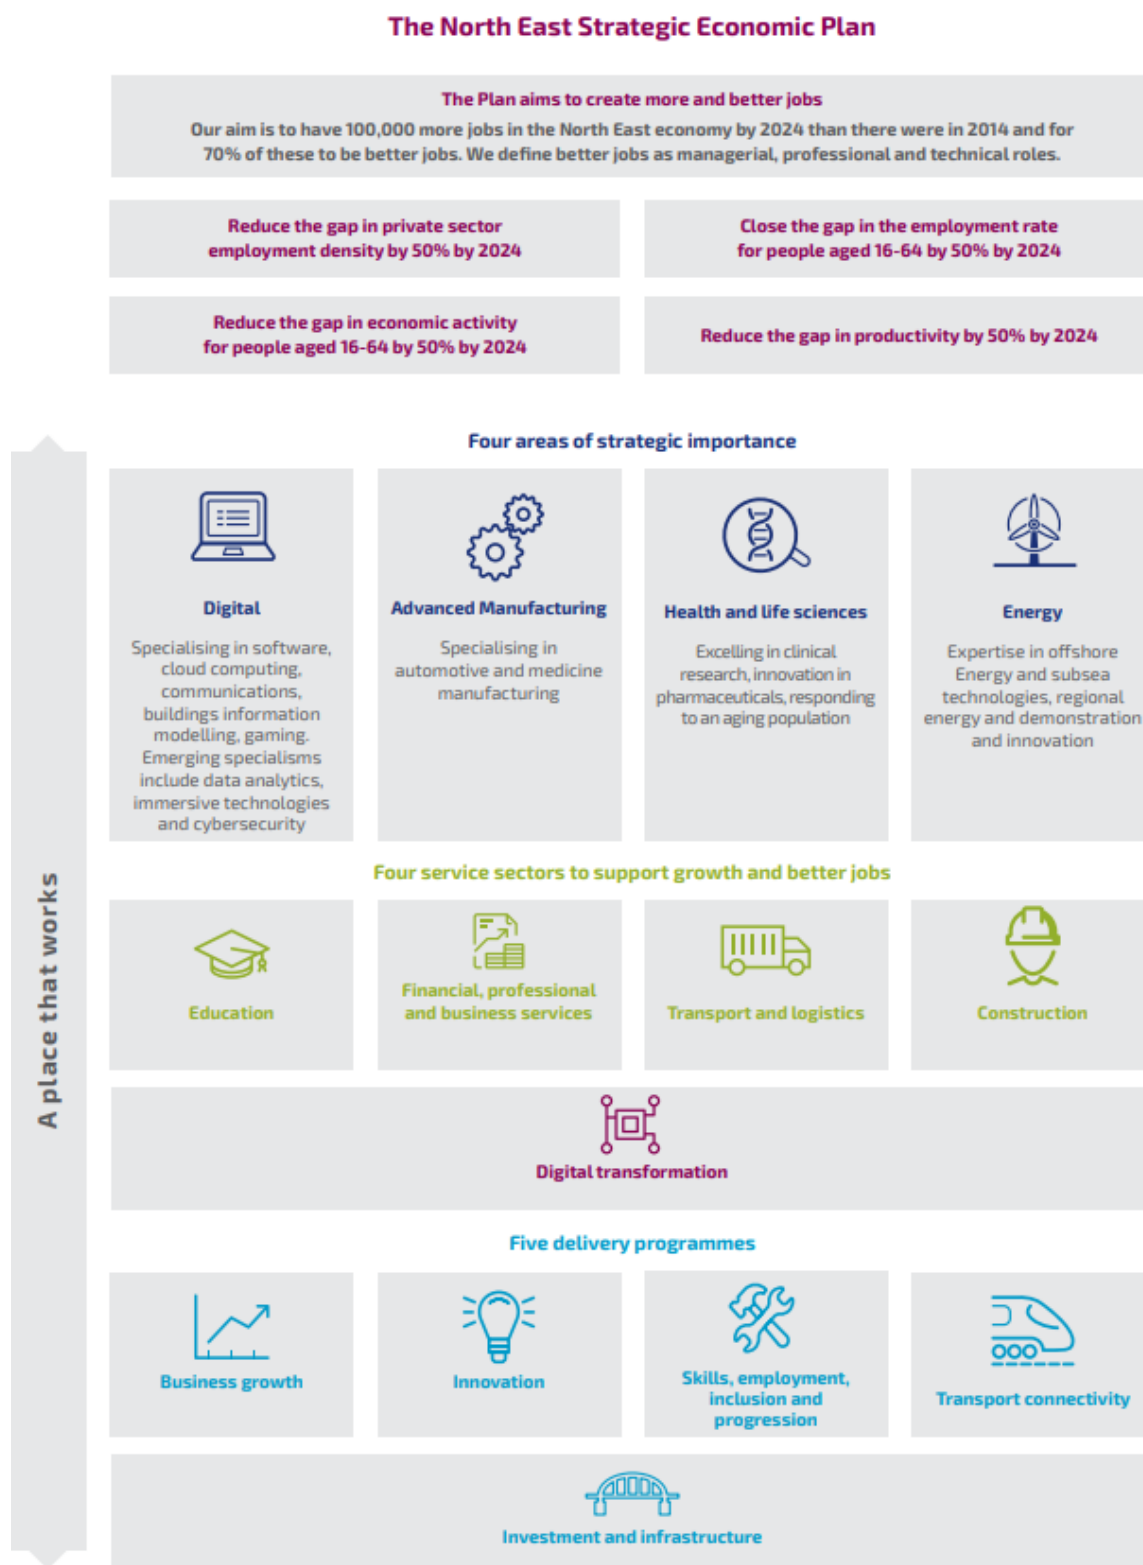 The North East Strategic Economic Plan
The Plan aims to create more and better jobs
Our aim is to have 100,000 more jobs in the North East economy by 2024 than there were in 2014 and for
70% of these to be better jobs. We define better jobs as managerial, professional and technical roles.
Reduce the gap in private sector
employment density by 50% by 2024
Close the gap in the employment rate
for people aged 16-64 by 50% by 2024
Reduce the gap in economic activity
for people aged 16-64 by 50% by 2024
Reduce the gap in productivity by 50% by 2024
A place that works
Four areas of strategic importance
Digital
Specialising in software,
cloud computing,
communications,
buildings information
modelling, gaming.
Emerging specialisms
include data analytics,
immersive technologies
and cybersecurity
Advanced Manufacturing
Specialising in
automotive and medicine
manufacturing
Health and life sciences
Excelling in clinical
research, innovation in
pharmaceuticals, responding
to an aging population
Energy
Expertise in offshore
Energy and subsea
technologies, regional
energy and demonstration
and innovation
Four service sectors to support growth and better jobs
Education
Financial, professional
and business services
Transport and logistics
Construction
Digital transformation
Five delivery programmes
Business growth
Innovation
Skills, employment,
inclusion and
progression
Transport connectivity
Investment and infrastructure